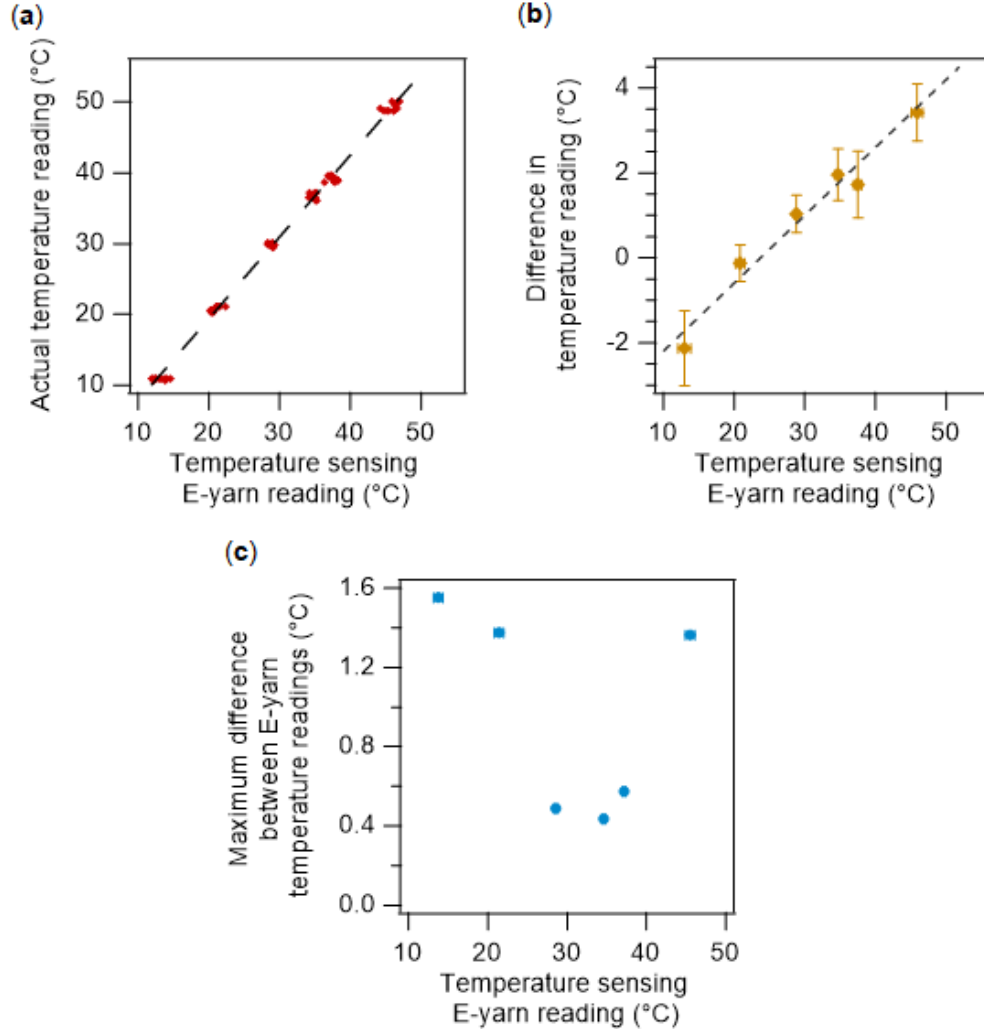 (a)
Actual temperature reading (°C)
50
40
30
20
10
10 20 30 40 50
Temperature sensing
E-yarn reading (°C)
(b)
Difference in
temperature reading (°C)
4
2
0
-2
10 20 30 40 50
Temperature sensing
E-yarn reading (°C)
(c)
Maximum difference
between E-yarn
temperature readings (°C)
1.6
1.2
0.8
0.4
0.0
10 20 30 40 50
Temperature sensing
E-yarn reading (°C)